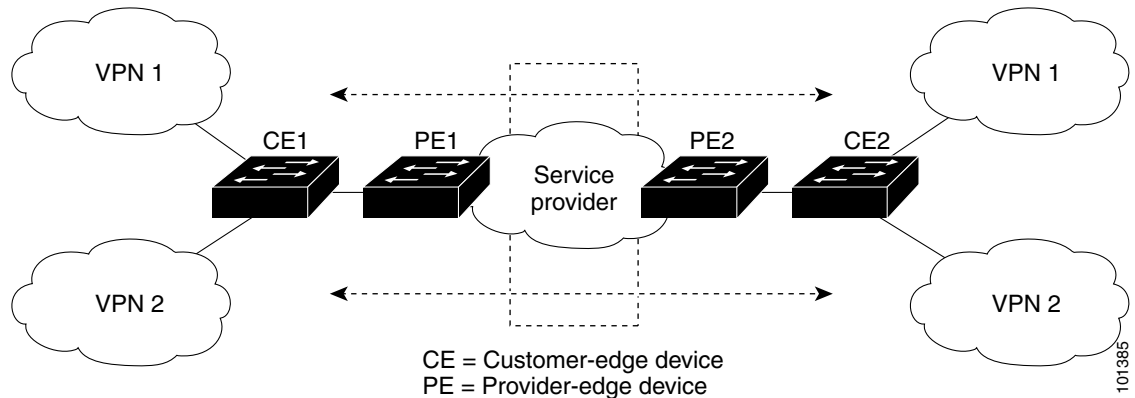 VPN 1
VPN 1
CE1
PE1
PE2
CE2
Service
provider
VPN 2
VPN 2
CE = Customer-edge device
PE = Provider-edge device
101385